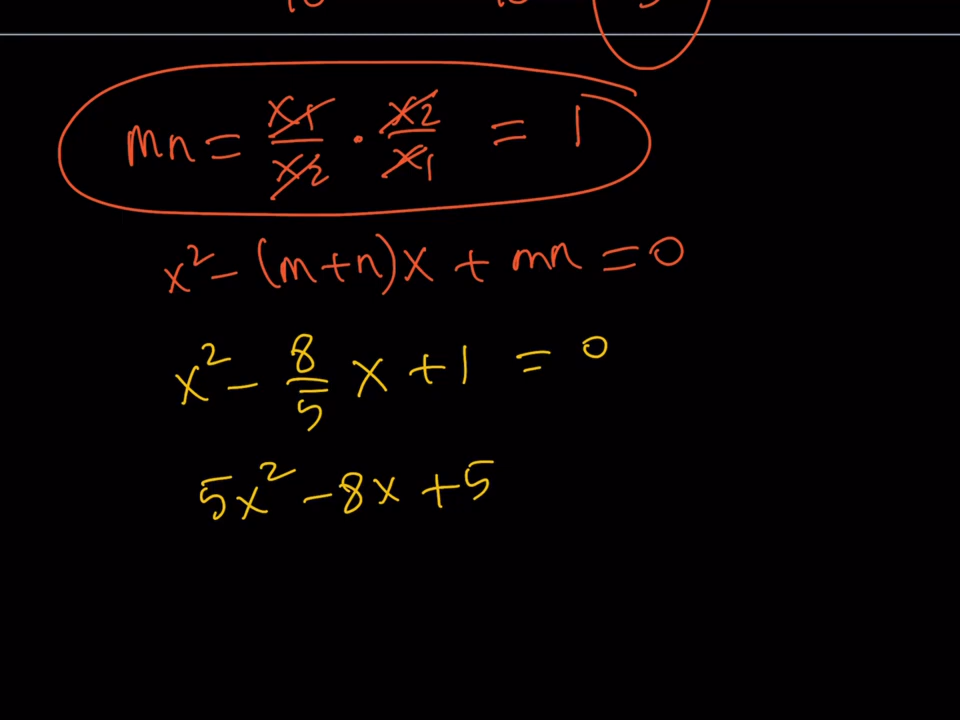 mn = x1/x2 · x2/x1 = 1
x² - (m+n)x + mn = 0
x² - 8/5 x + 1 = 0
5x² - 8x + 5